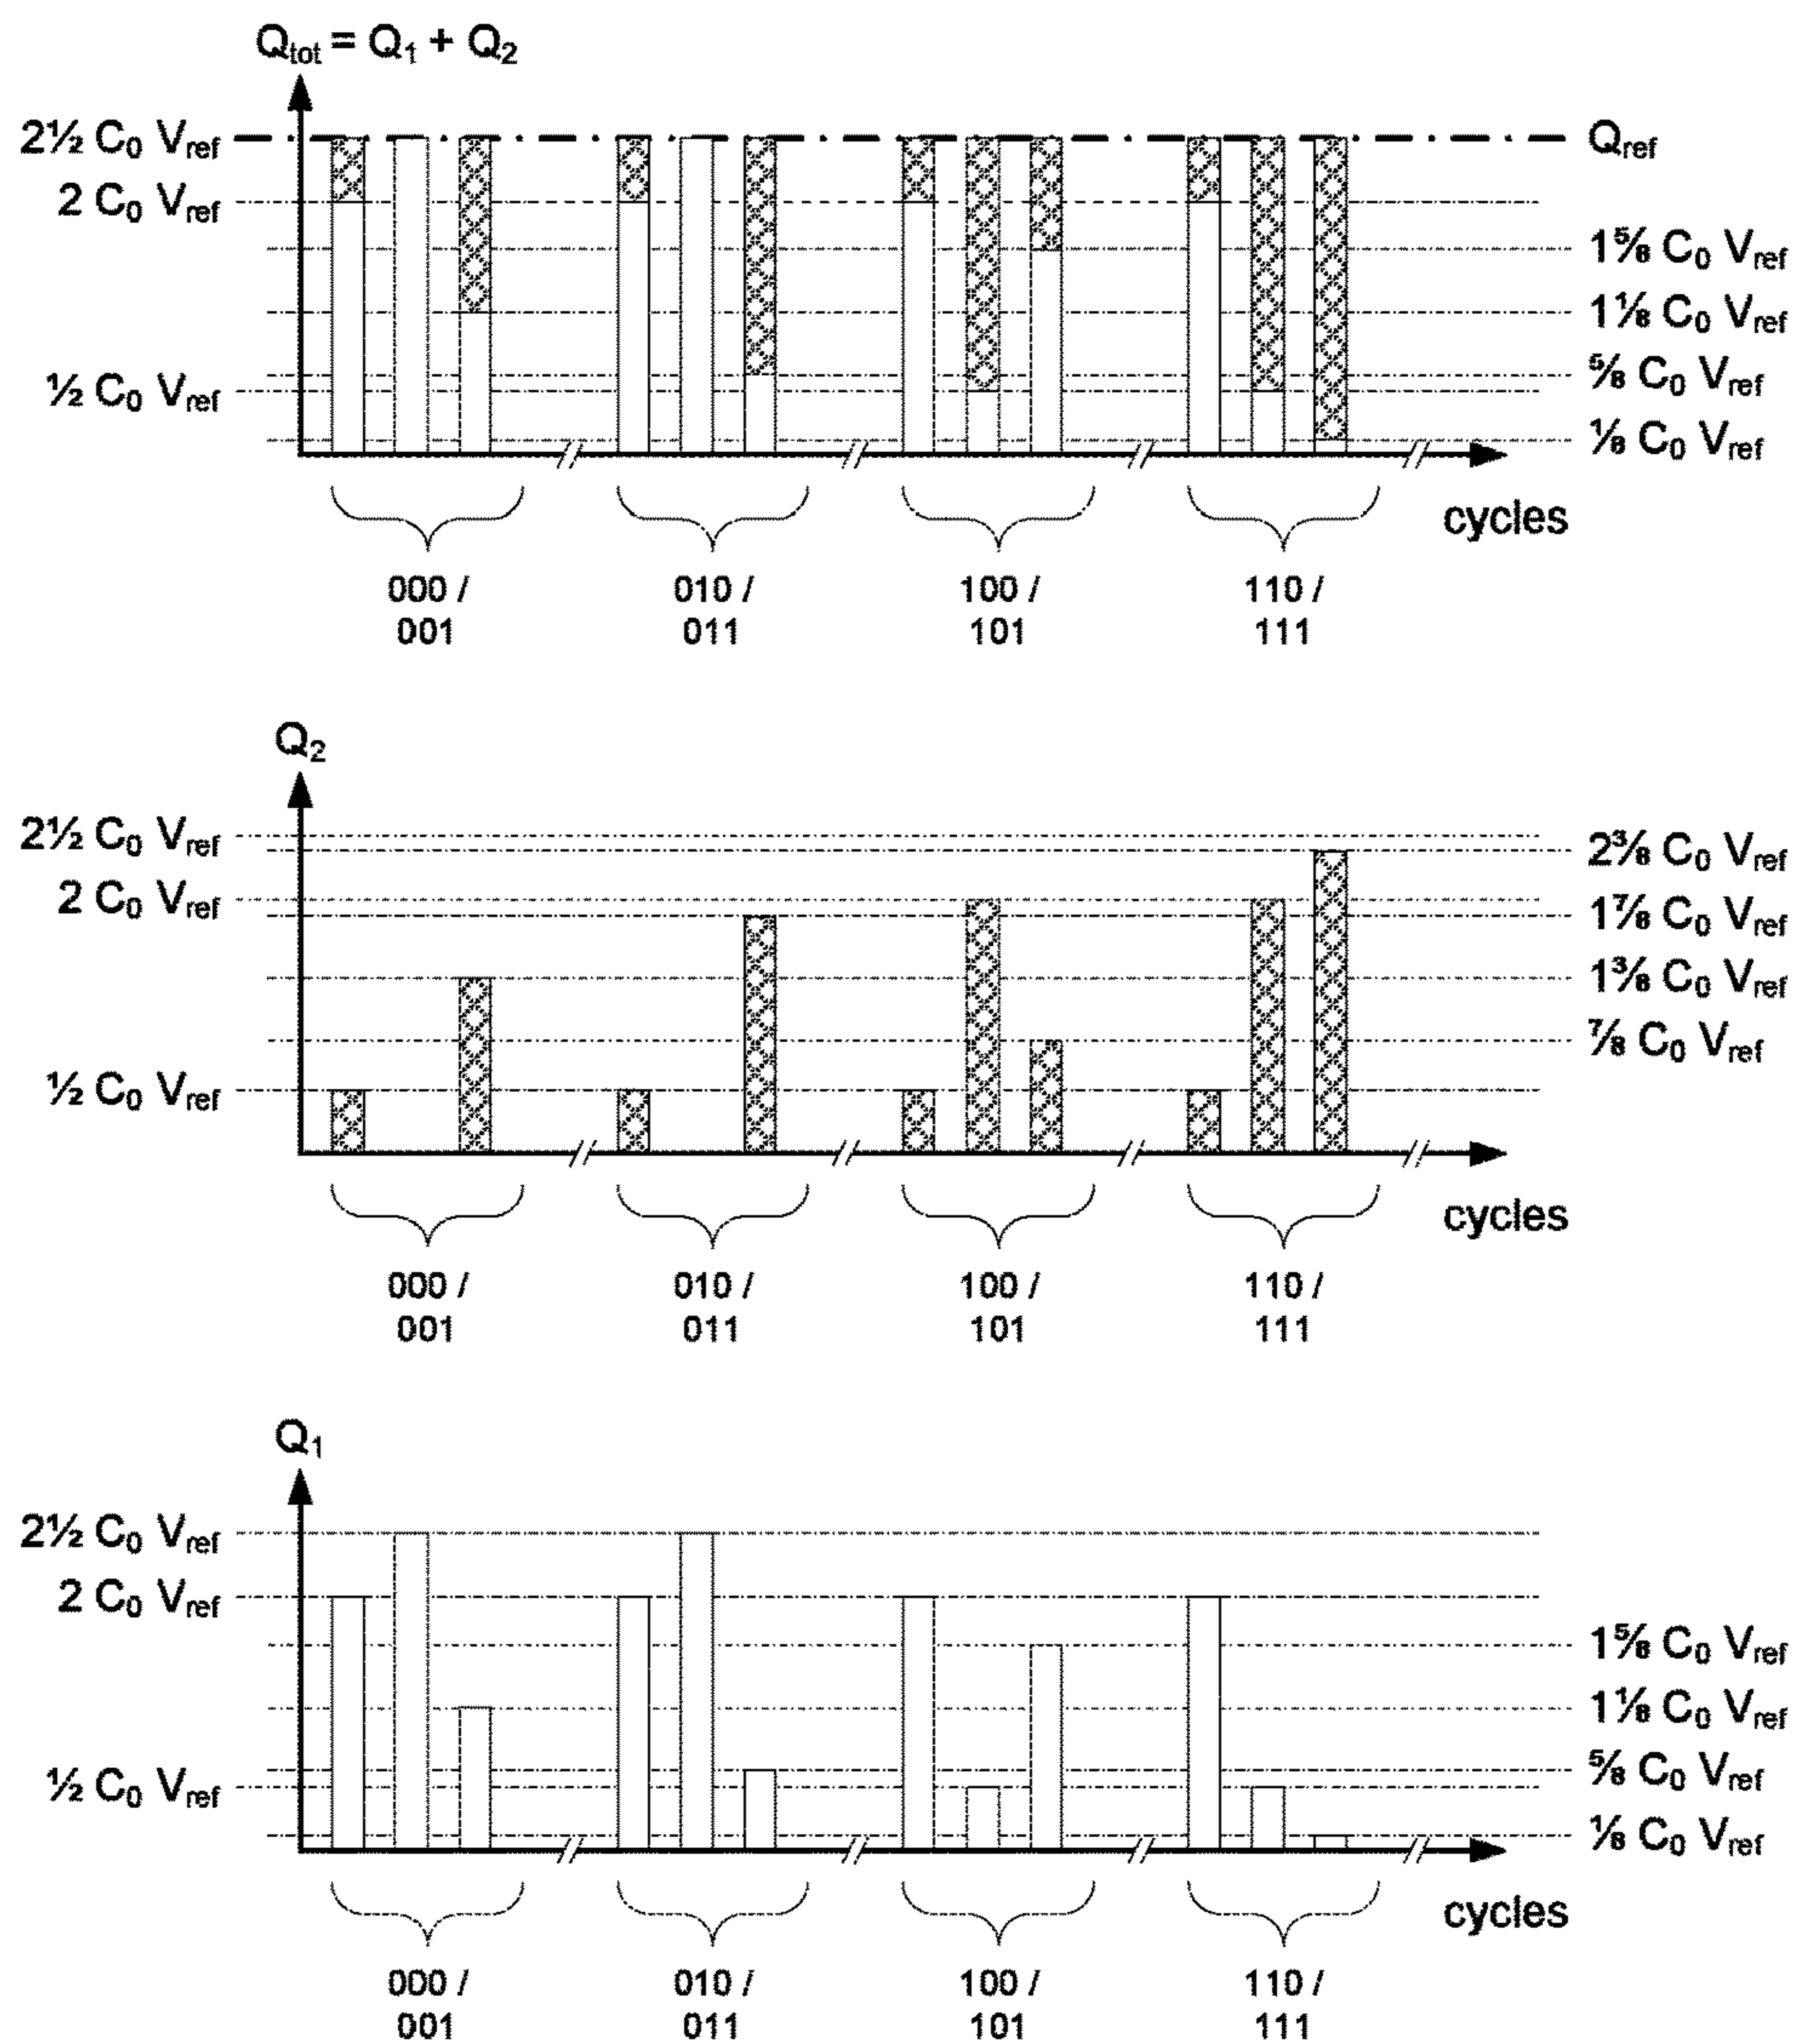 Qtot = Q1 + Q2
2½ C0 Vref
Qref
2 C0 Vref
1⅝ C0 Vref
1⅛ C0 Vref
⅝ C0 Vref
½ C0 Vref
⅛ C0 Vref
cycles
000 /
001
010 /
011
100 /
101
110 /
111
Q2
2½ C0 Vref
2⅜ C0 Vref
2 C0 Vref
1⅞ C0 Vref
1⅜ C0 Vref
⅞ C0 Vref
½ C0 Vref
cycles
000 /
001
010 /
011
100 /
101
110 /
111
Q1
2½ C0 Vref
2 C0 Vref
1⅝ C0 Vref
1⅛ C0 Vref
⅝ C0 Vref
½ C0 Vref
⅛ C0 Vref
cycles
000 /
001
010 /
011
100 /
101
110 /
111